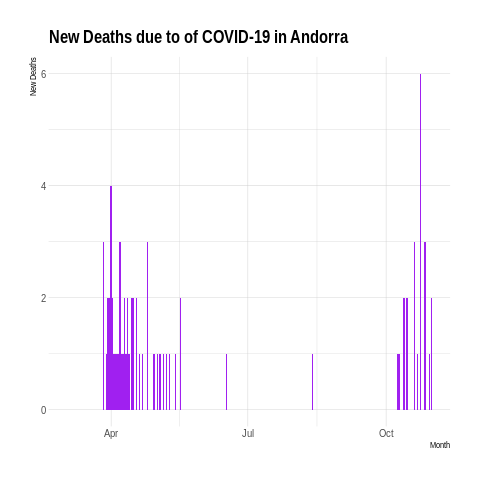 New Deaths due to of COVID-19 in Andorra
New Deaths
6
4
2
0
Apr
Jul
Oct
Month